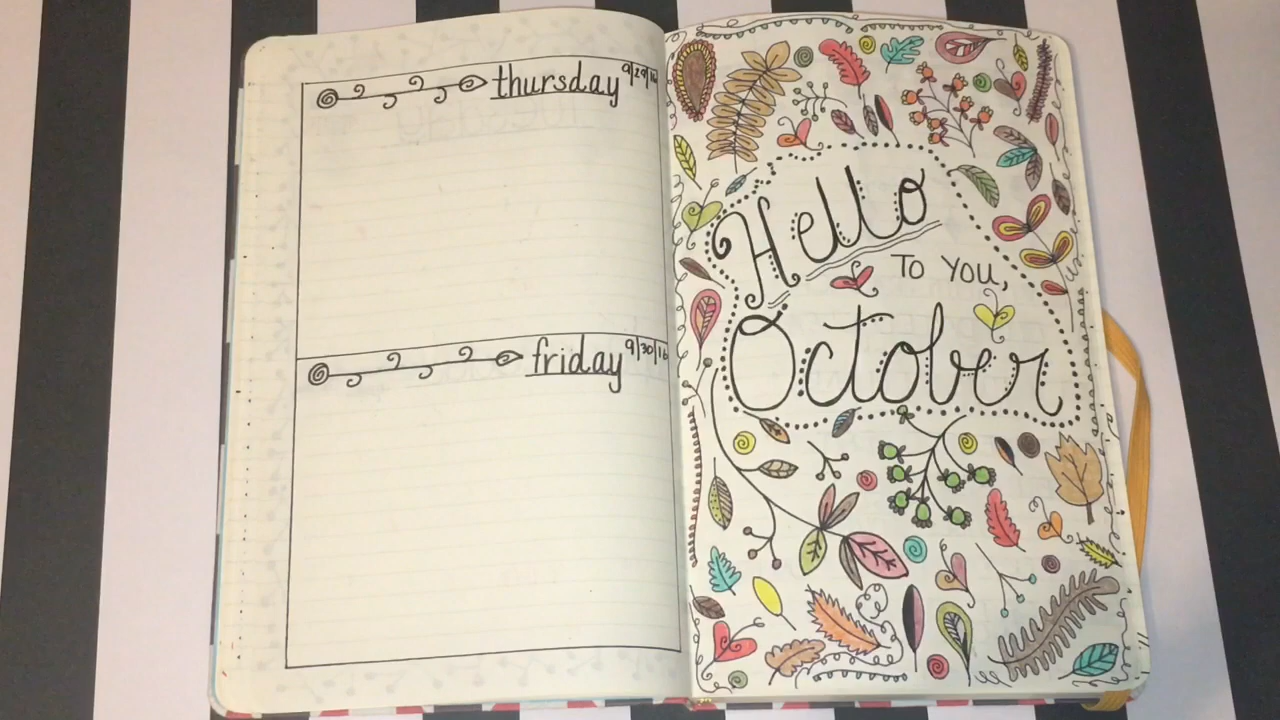 thursday 9/29/16
friday 9/30/16
Hello
TO YOU,
October